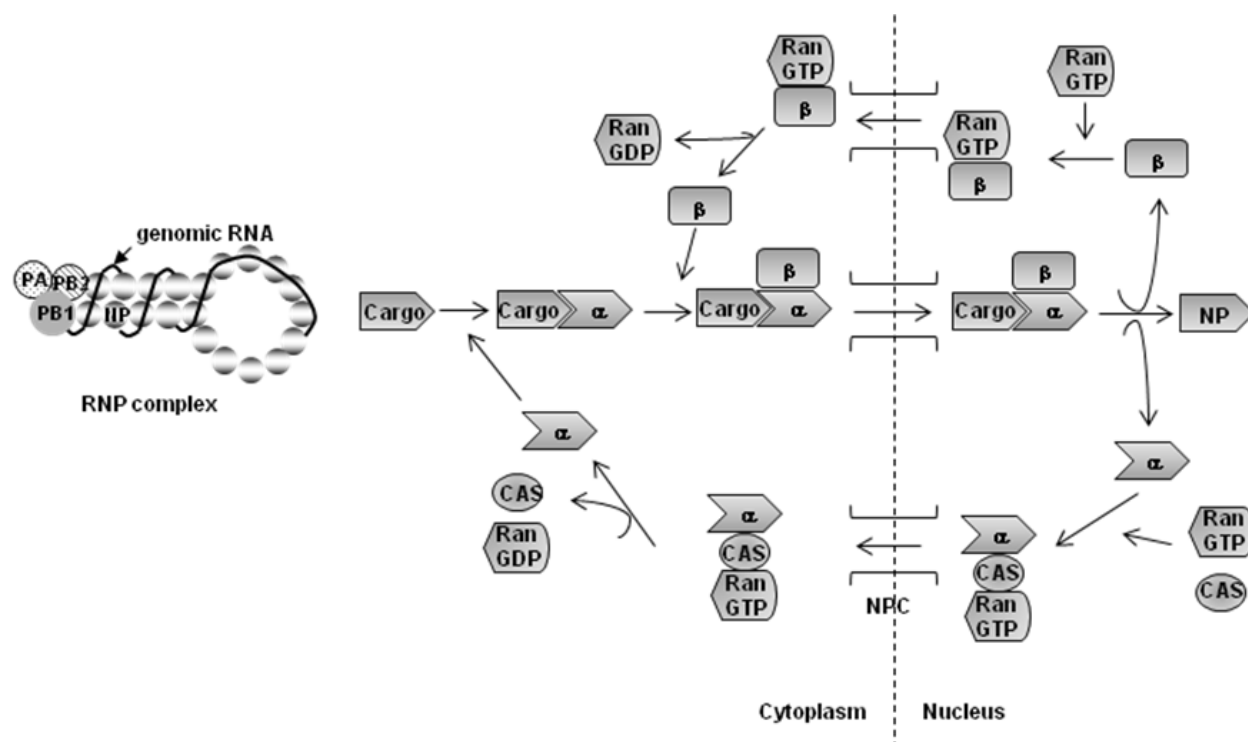 genomic RNA
PA
PB2
PB1
NP
RNP complex
Ran
GTP
β
Ran
GDP
β
Ran
GTP
β
Ran
GTP
β
Cargo
Cargo
α
β
Cargo
α
β
Cargo
α
NP
α
CAS
Ran
GDP
α
CAS
Ran
GTP
NPC
α
CAS
Ran
GTP
α
Ran
GTP
CAS
Cytoplasm
Nucleus